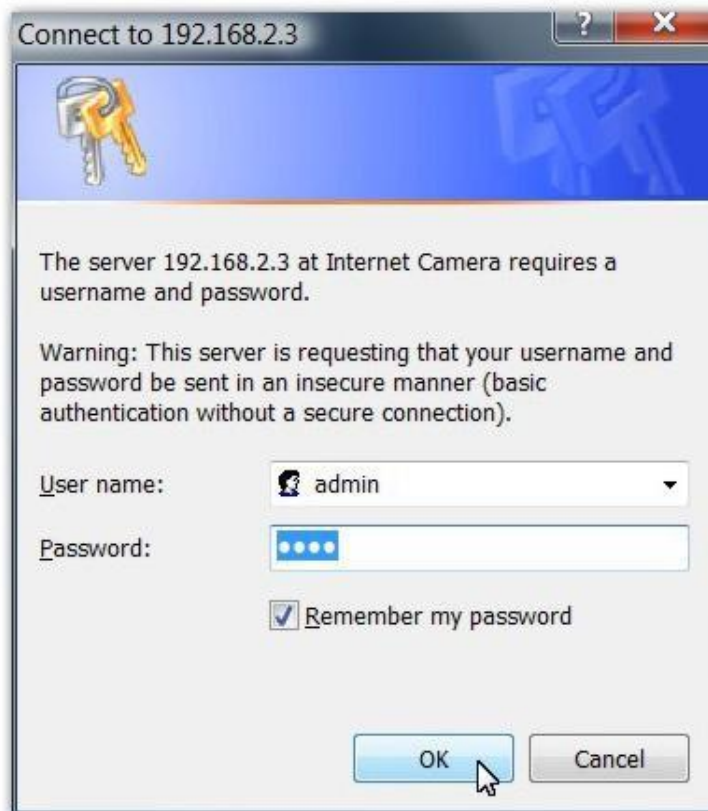 Connect to 192.168.2.3
?
The server 192.168.2.3 at Internet Camera requires a
username and password.
Warning: This server is requesting that your username and
password be sent in an insecure manner (basic
authentication without a secure connection).
User name:
admin
Password:
••••
Remember my password
OK
Cancel